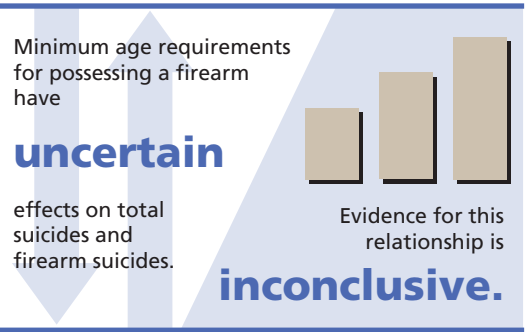 Minimum age requirements
for possessing a firearm
have
uncertain
effects on total
suicides and
firearm suicides.
Evidence for this
relationship is
inconclusive.